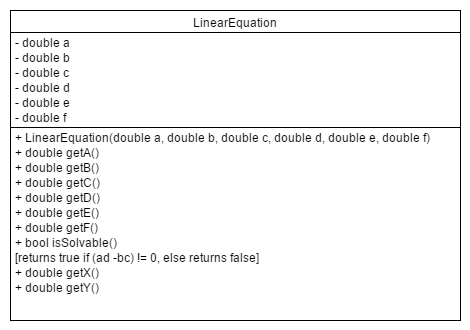 LinearEquation
- double a
- double b
- double c
- double d
- double e
- double f
+ LinearEquation(double a, double b, double c, double d, double e, double f)
+ double getA()
+ double getB()
+ double getC()
+ double getD()
+ double getE()
+ double getF()
+ bool isSolvable()
[returns true if (ad -bc) != 0, else returns false]
+ double getX()
+ double getY()